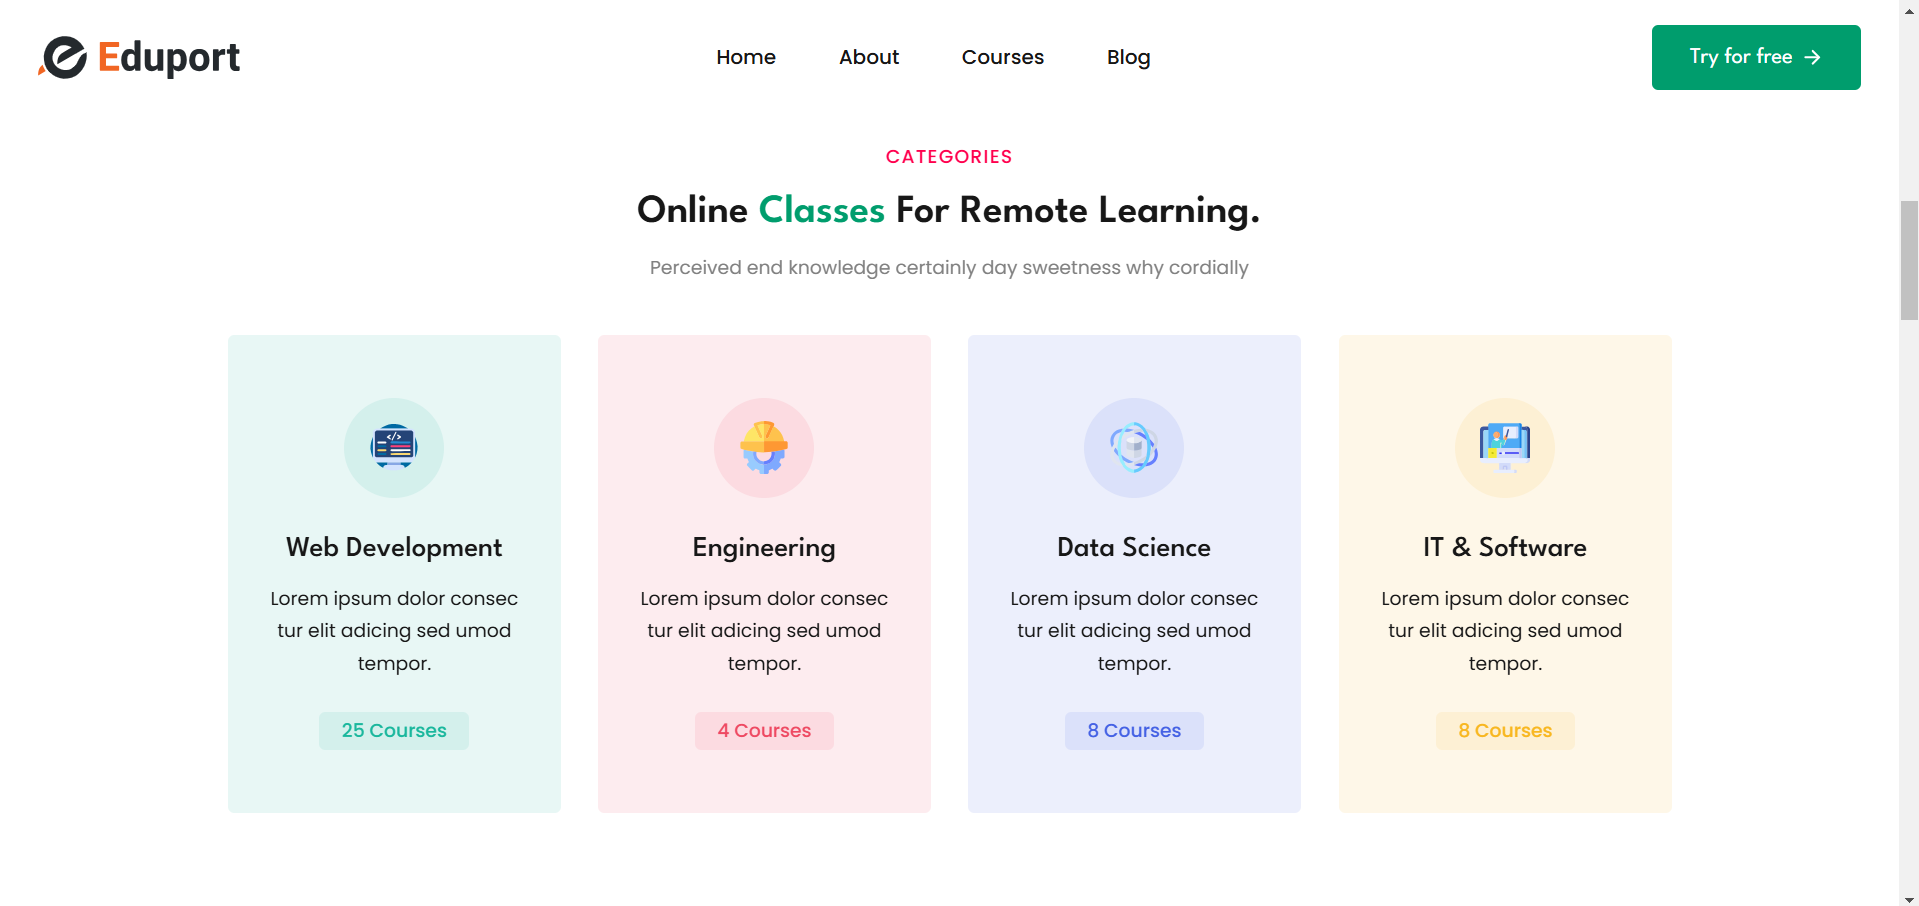 Eduport
Home
About
Courses
Blog
Try for free →
CATEGORIES
Online Classes For Remote Learning.
Perceived end knowledge certainly day sweetness why cordially
Web Development
Lorem ipsum dolor consec
tur elit adicing sed umod
tempor.
25 Courses
Engineering
Lorem ipsum dolor consec
tur elit adicing sed umod
tempor.
4 Courses
Data Science
Lorem ipsum dolor consec
tur elit adicing sed umod
tempor.
8 Courses
IT & Software
Lorem ipsum dolor consec
tur elit adicing sed umod
tempor.
8 Courses